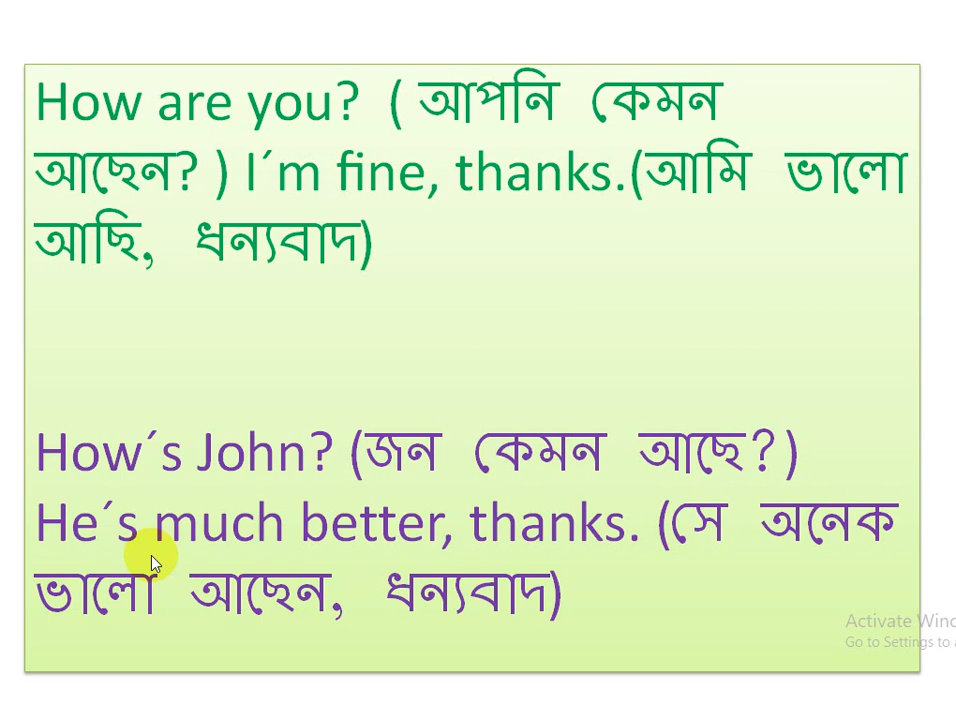 How are you? ( আপনি কেমন
আছেন? ) I´m fine, thanks.(আমি ভালো
আছি, ধন্যবাদ)
How´s John? (জন কেমন আছে?)
He´s much better, thanks. (সে অনেক
ভালো আছেন, ধন্যবাদ)
Activate Wind
Go to Settings to a